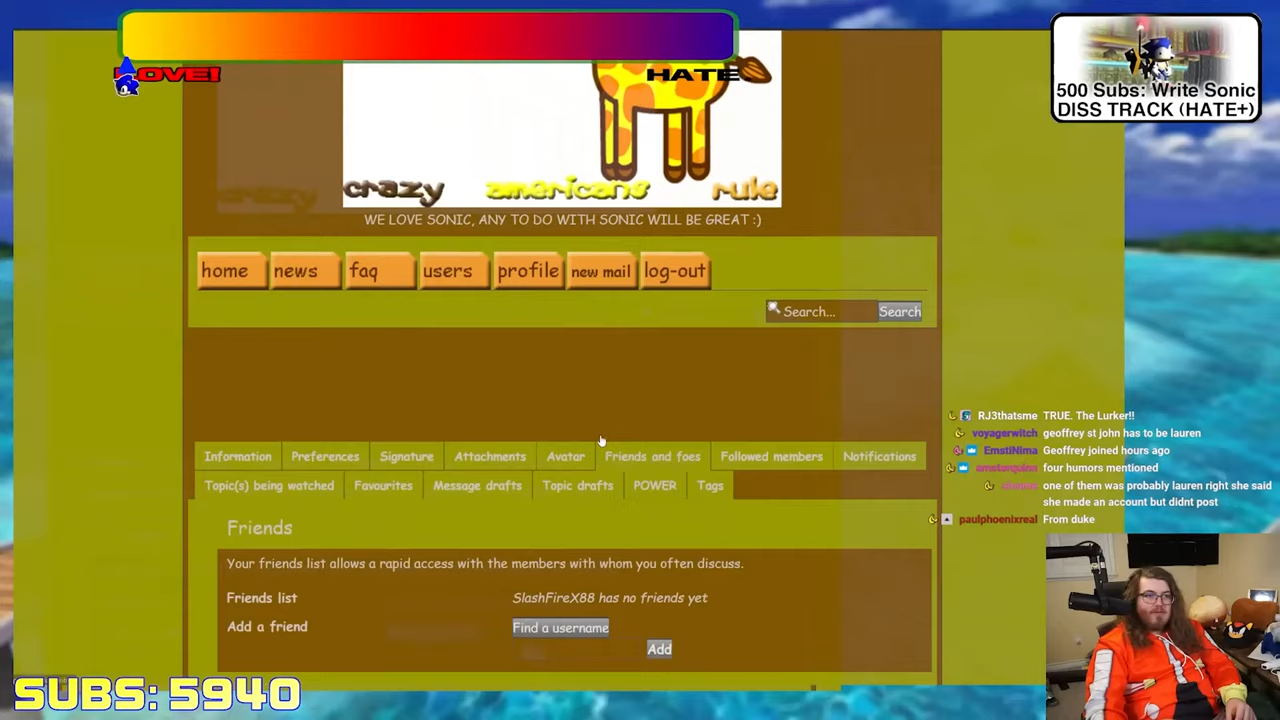 LOVE!
HATE
500 Subs: Write Sonic
DISS TRACK (HATE+)
crazy americans rule
WE LOVE SONIC, ANY TO DO WITH SONIC WILL BE GREAT :)
home news faq users profile new mail log-out
Search... Search
Information Preferences Signature Attachments Avatar Friends and foes Followed members Notifications
Topic(s) being watched Favourites Message drafts Topic drafts POWER Tags
Friends
Your friends list allows a rapid access with the members with whom you often discuss.
Friends list SlashFireX88 has no friends yet
Add a friend Find a username
Add
RJ3thatsme TRUE. The Lurker!!
voyagerwitch geoffrey st john has to be lauren
EmstiNima Geoffrey joined hours ago
four humors mentioned
one of them was probably lauren right she said
she made an account but didnt post
paulphoenixreal From duke
SUBS: 5940